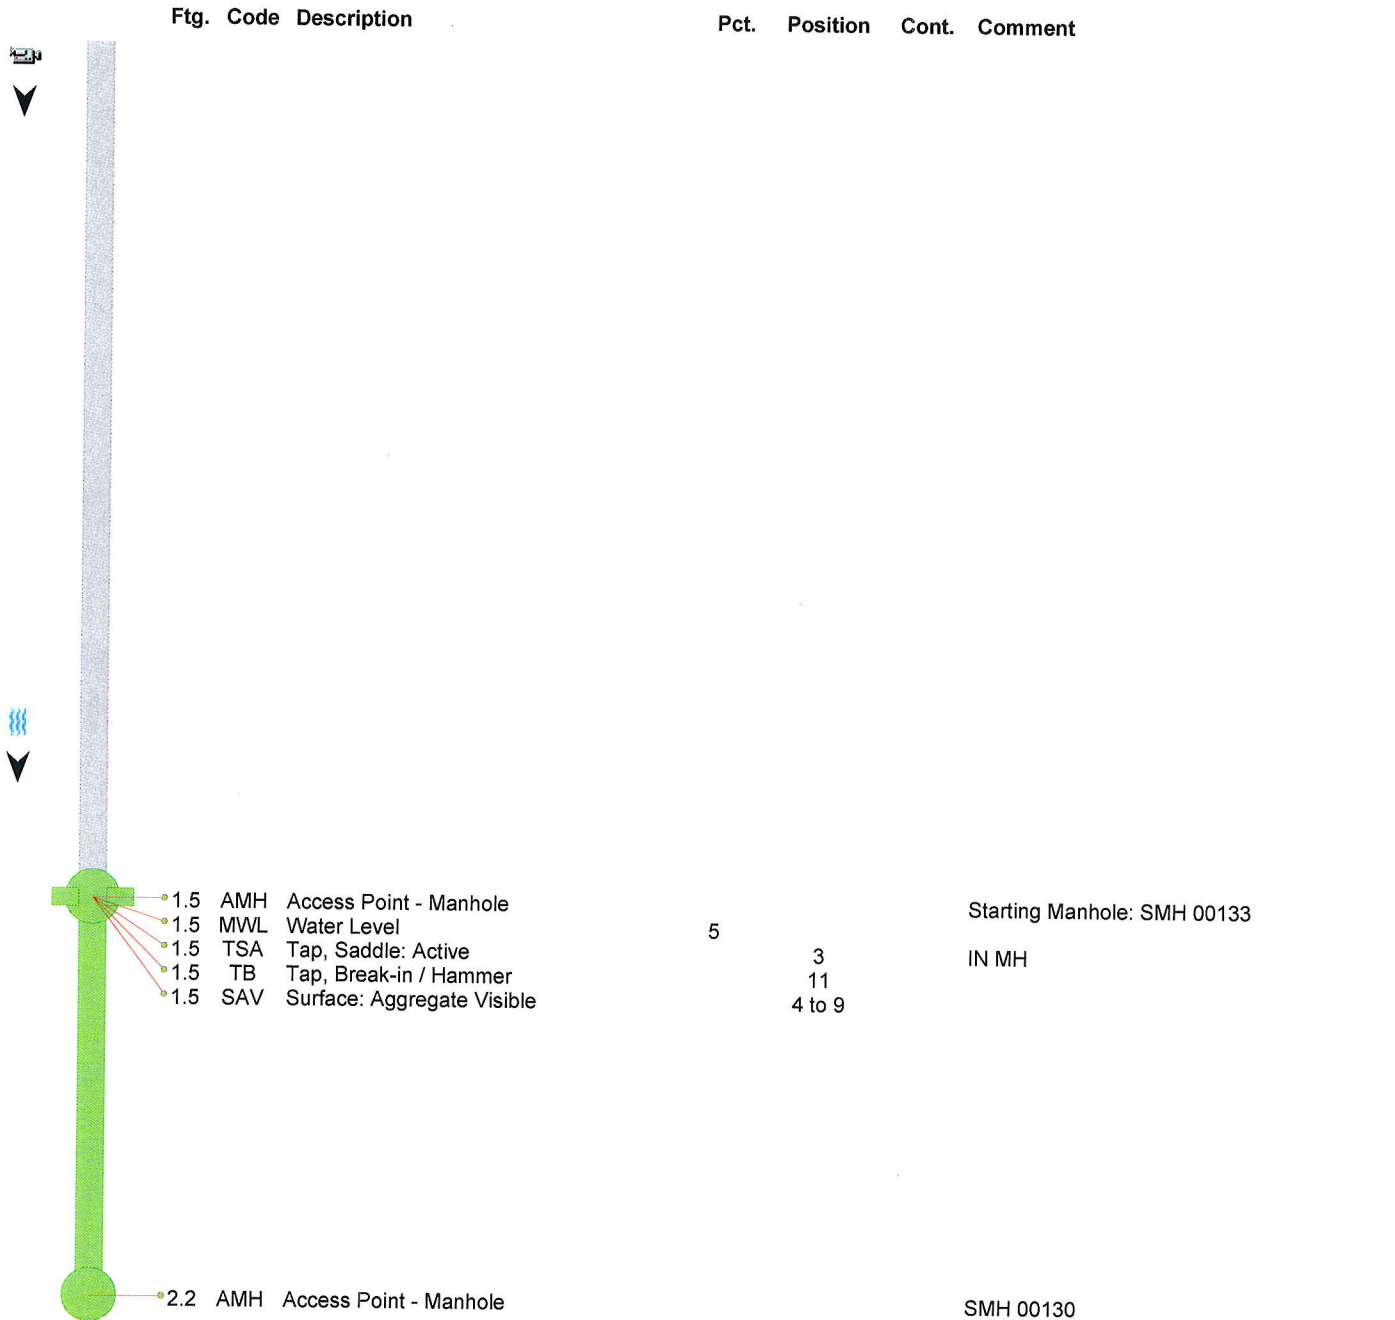 Ftg. Code Description Pct. Position Cont. Comment
1.5 AMH Access Point - Manhole Starting Manhole: SMH 00133
1.5 MWL Water Level 5
1.5 TSA Tap, Saddle: Active 3 IN MH
1.5 TB Tap, Break-in / Hammer 11
1.5 SAV Surface: Aggregate Visible 4 to 9
2.2 AMH Access Point - Manhole SMH 00130